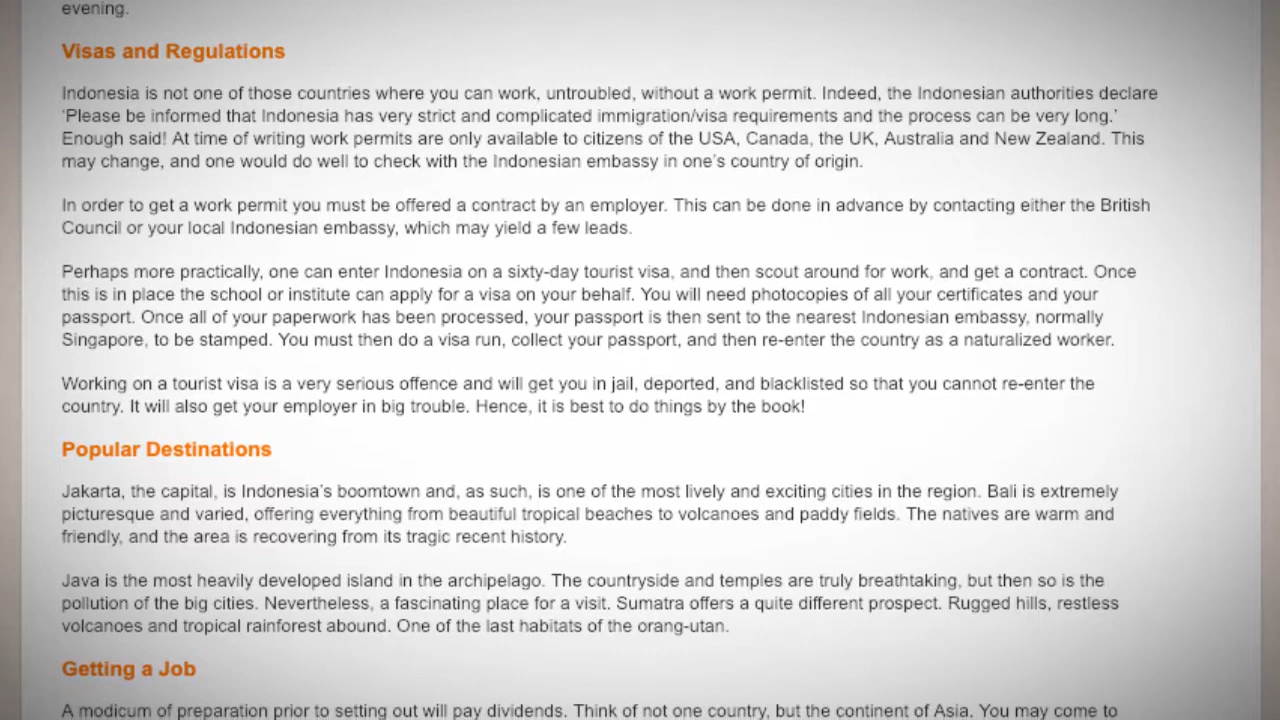 evening.
Visas and Regulations
Indonesia is not one of those countries where you can work, untroubled, without a work permit. Indeed, the Indonesian authorities declare
‘Please be informed that Indonesia has very strict and complicated immigration/visa requirements and the process can be very long.’
Enough said! At time of writing work permits are only available to citizens of the USA, Canada, the UK, Australia and New Zealand. This
may change, and one would do well to check with the Indonesian embassy in one’s country of origin.
In order to get a work permit you must be offered a contract by an employer. This can be done in advance by contacting either the British
Council or your local Indonesian embassy, which may yield a few leads.
Perhaps more practically, one can enter Indonesia on a sixty-day tourist visa, and then scout around for work, and get a contract. Once
this is in place the school or institute can apply for a visa on your behalf. You will need photocopies of all your certificates and your
passport. Once all of your paperwork has been processed, your passport is then sent to the nearest Indonesian embassy, normally
Singapore, to be stamped. You must then do a visa run, collect your passport, and then re-enter the country as a naturalized worker.
Working on a tourist visa is a very serious offence and will get you in jail, deported, and blacklisted so that you cannot re-enter the
country. It will also get your employer in big trouble. Hence, it is best to do things by the book!
Popular Destinations
Jakarta, the capital, is Indonesia’s boomtown and, as such, is one of the most lively and exciting cities in the region. Bali is extremely
picturesque and varied, offering everything from beautiful tropical beaches to volcanoes and paddy fields. The natives are warm and
friendly, and the area is recovering from its tragic recent history.
Java is the most heavily developed island in the archipelago. The countryside and temples are truly breathtaking, but then so is the
pollution of the big cities. Nevertheless, a fascinating place for a visit. Sumatra offers a quite different prospect. Rugged hills, restless
volcanoes and tropical rainforest abound. One of the last habitats of the orang-utan.
Getting a Job
A modicum of preparation prior to setting out will pay dividends. Think of not one country, but the continent of Asia. You may come to